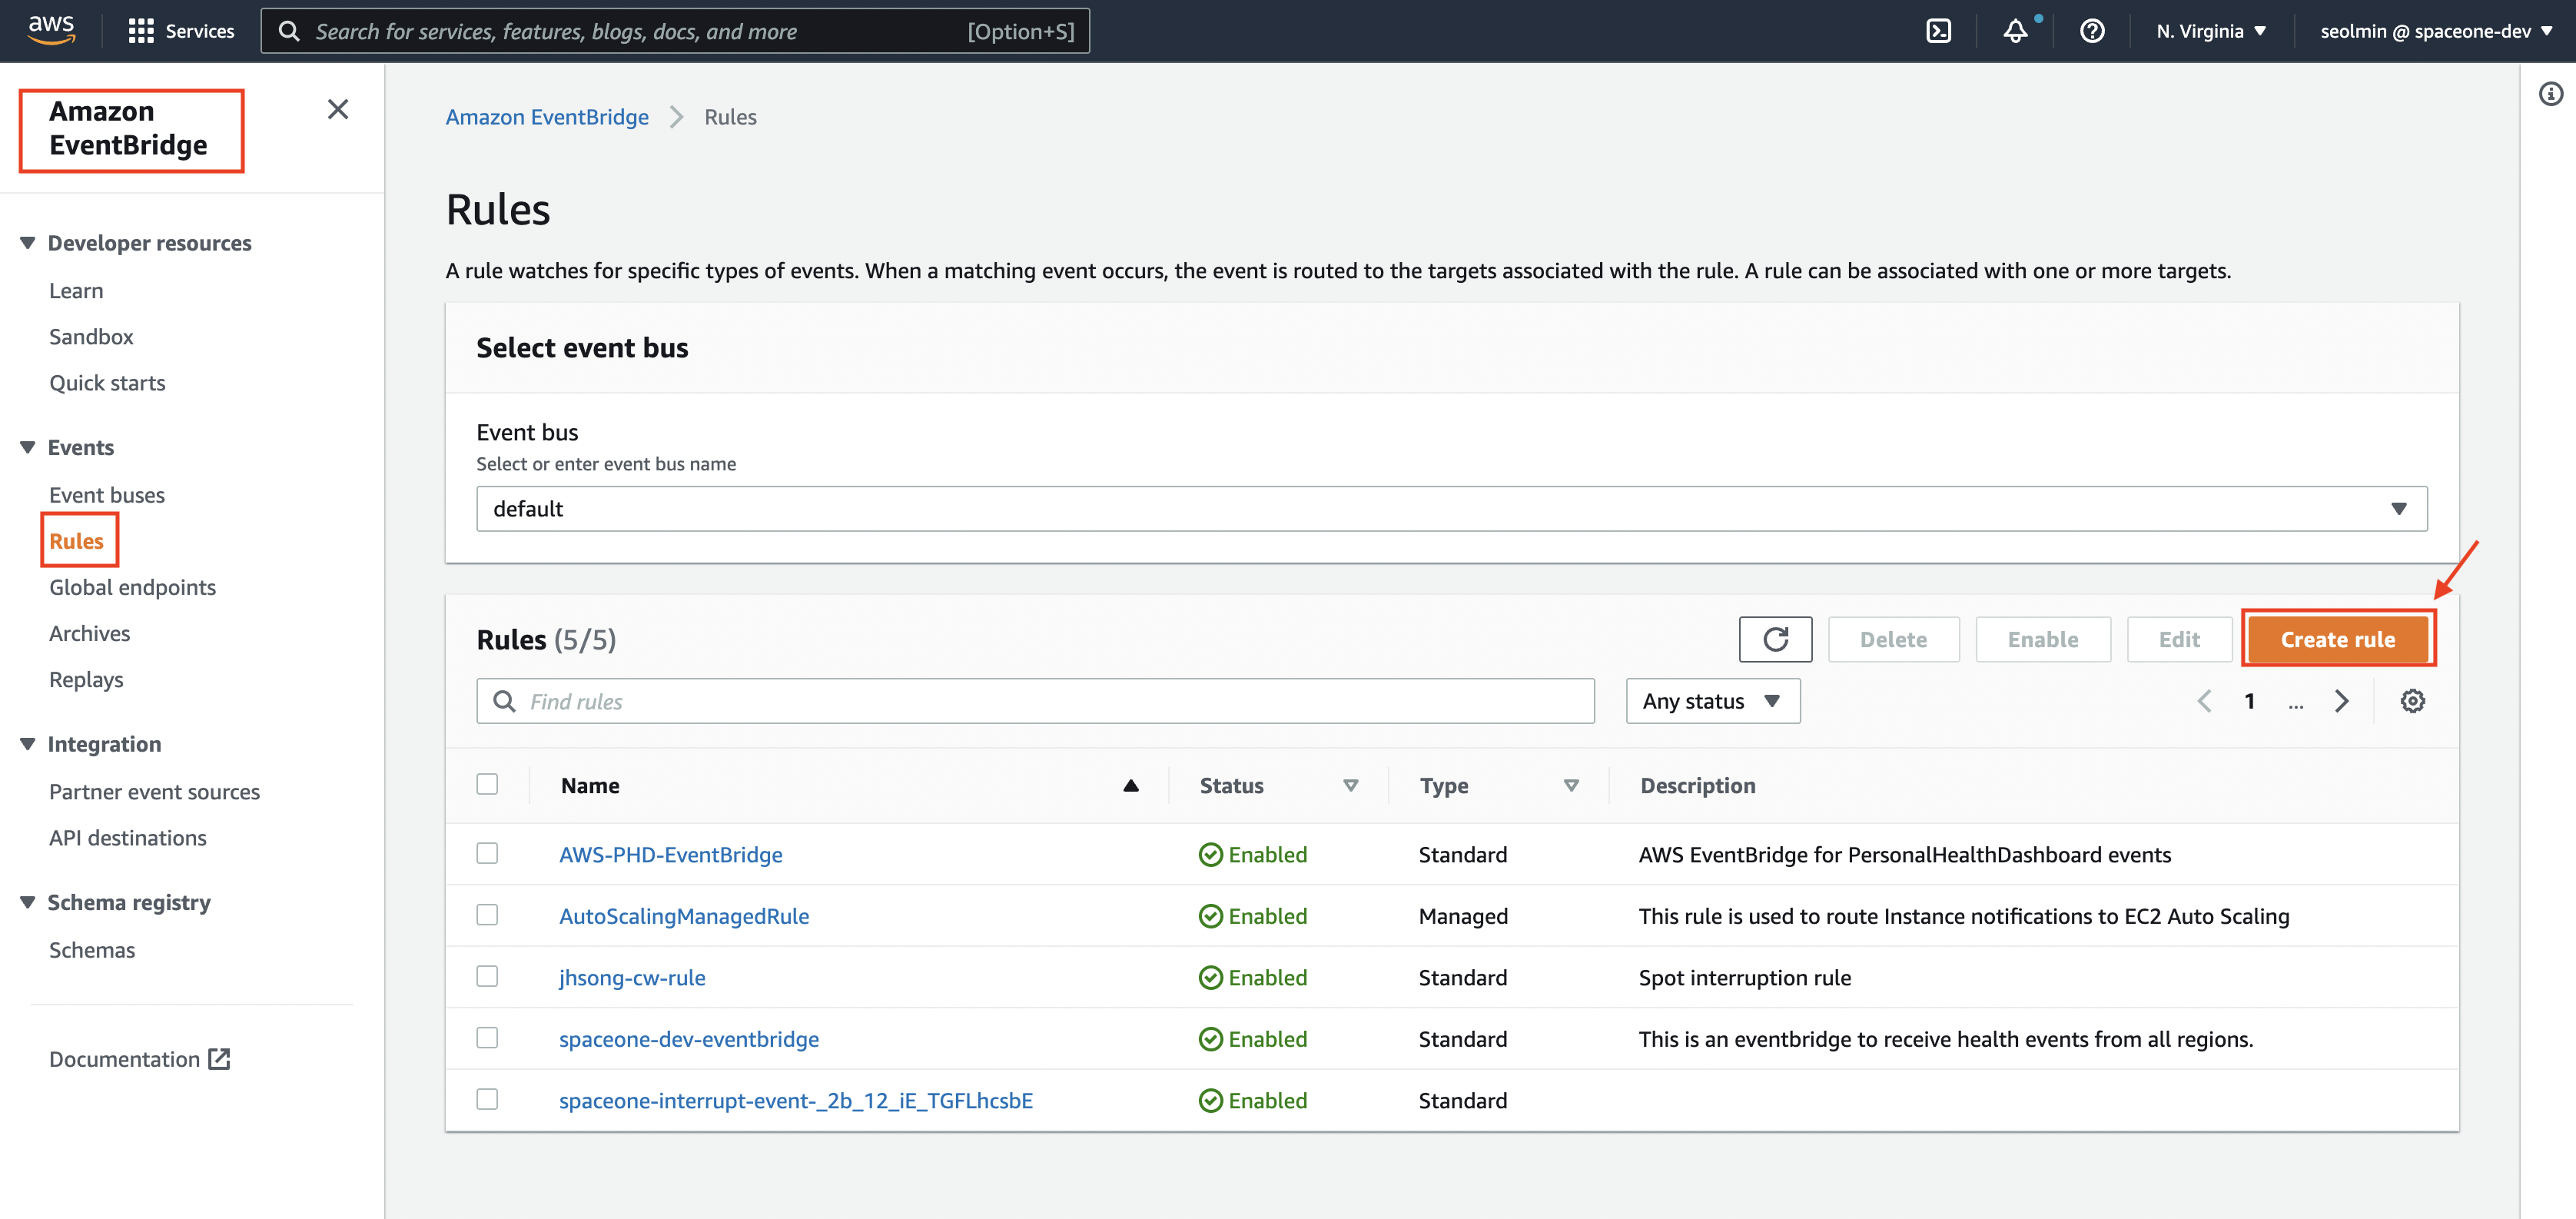 aws
Services
Search for services, features, blogs, docs, and more [Option+S]
N. Virginia
seolmin @ spaceone-dev
Amazon
EventBridge
Developer resources
Learn
Sandbox
Quick starts
Events
Event buses
Rules
Global endpoints
Archives
Replays
Integration
Partner event sources
API destinations
Schema registry
Schemas
Documentation
Amazon EventBridge > Rules
Rules
A rule watches for specific types of events. When a matching event occurs, the event is routed to the targets associated with the rule. A rule can be associated with one or more targets.
Select event bus
Event bus
Select or enter event bus name
default
Rules (5/5)
Delete
Enable
Edit
Create rule
Find rules
Any status
1 ...
Name Status Type Description
AWS-PHD-EventBridge Enabled Standard AWS EventBridge for PersonalHealthDashboard events
AutoScalingManagedRule Enabled Managed This rule is used to route Instance notifications to EC2 Auto Scaling
jhsong-cw-rule Enabled Standard Spot interruption rule
spaceone-dev-eventbridge Enabled Standard This is an eventbridge to receive health events from all regions.
spaceone-interrupt-event-_2b_12_iE_TGFLhcsbE Enabled Standard